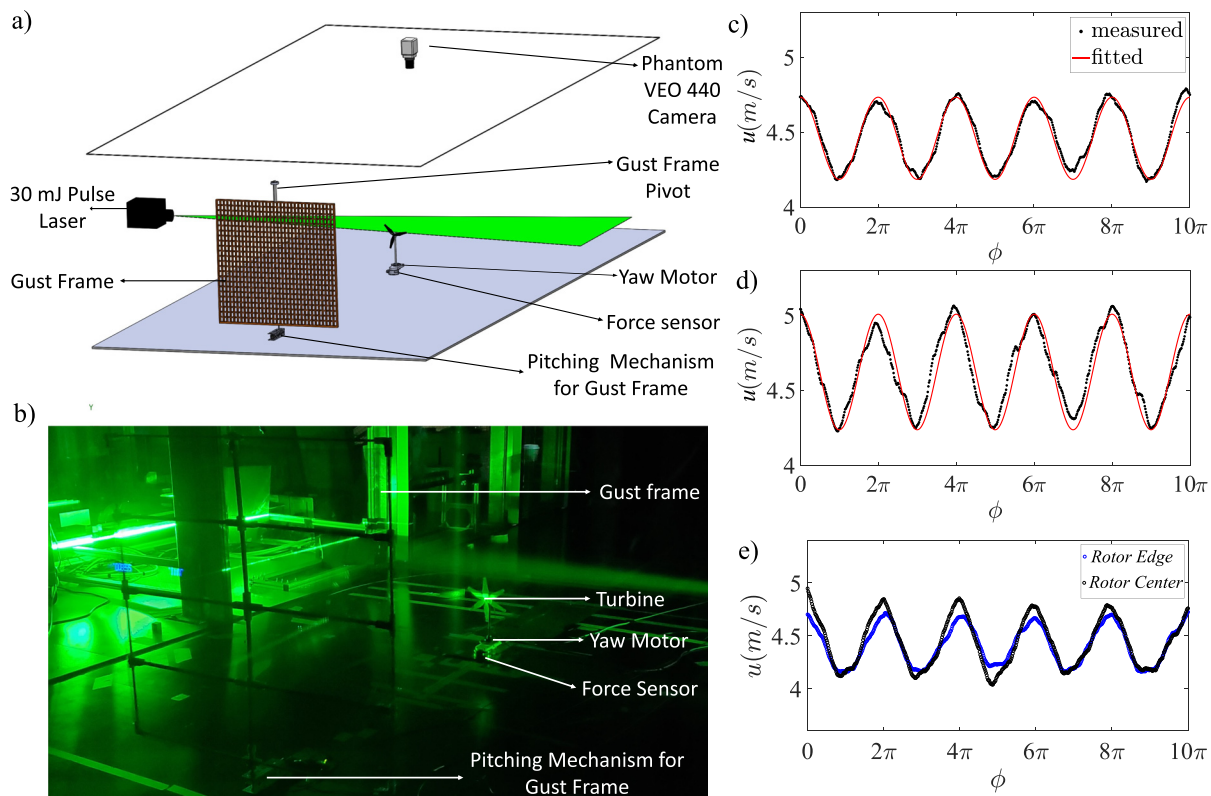 a)
Phantom
VEO 440
Camera
Gust Frame
Pivot
30 mJ Pulse
Laser
Gust Frame
Yaw Motor
Force sensor
Pitching Mechanism
for Gust Frame
b)
Y
Gust frame
Turbine
Yaw Motor
Force Sensor
Pitching Mechanism for
Gust Frame
c)
measured
fitted
5
4.5
4
u(m/s)
0 2π 4π 6π 8π 10π
ϕ
d)
5
4.5
4
u(m/s)
0 2π 4π 6π 8π 10π
ϕ
e)
Rotor Edge
Rotor Center
5
4.5
4
u(m/s)
0 2π 4π 6π 8π 10π
ϕ